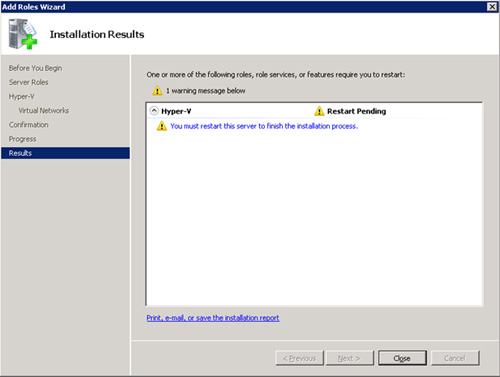 Add Roles Wizard
Installation Results
Before You Begin
Server Roles
Hyper-V
Virtual Networks
Confirmation
Progress
Results
One or more of the following roles, role services, or features require you to restart:
1 warning message below
Hyper-V Restart Pending
You must restart this server to finish the installation process.
Print, e-mail, or save the installation report
< Previous Next > Close Cancel